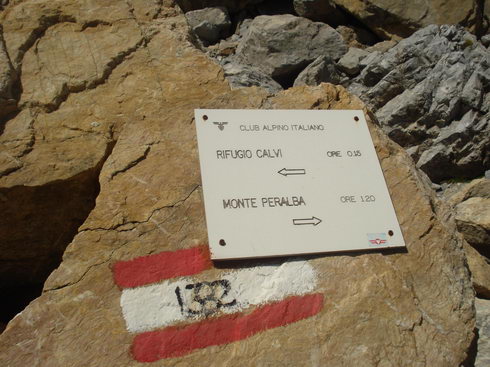 CLUB ALPINO ITALIANO
RIFUGIO CALVI ORE 0.15
MONTE PERALBA ORE 1.20
132